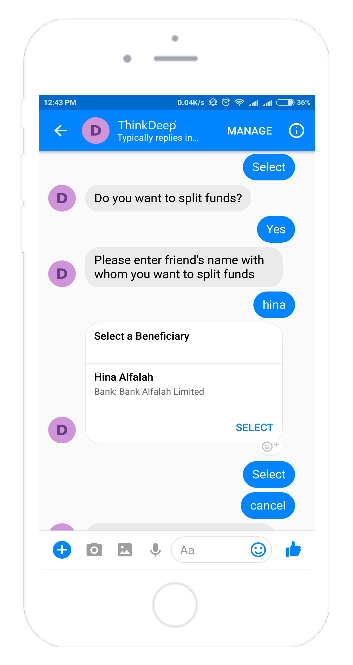 12:43 PM 0.04K/s 36%
ThinkDeep
Typically replies in...
MANAGE
D
Select
D
Do you want to split funds?
Yes
Please enter friend's name with
whom you want to split funds
D
hina
Select a Beneficiary
Hina Alfalah
Bank: Bank Alfalah Limited
SELECT
D
Select
cancel
Aa